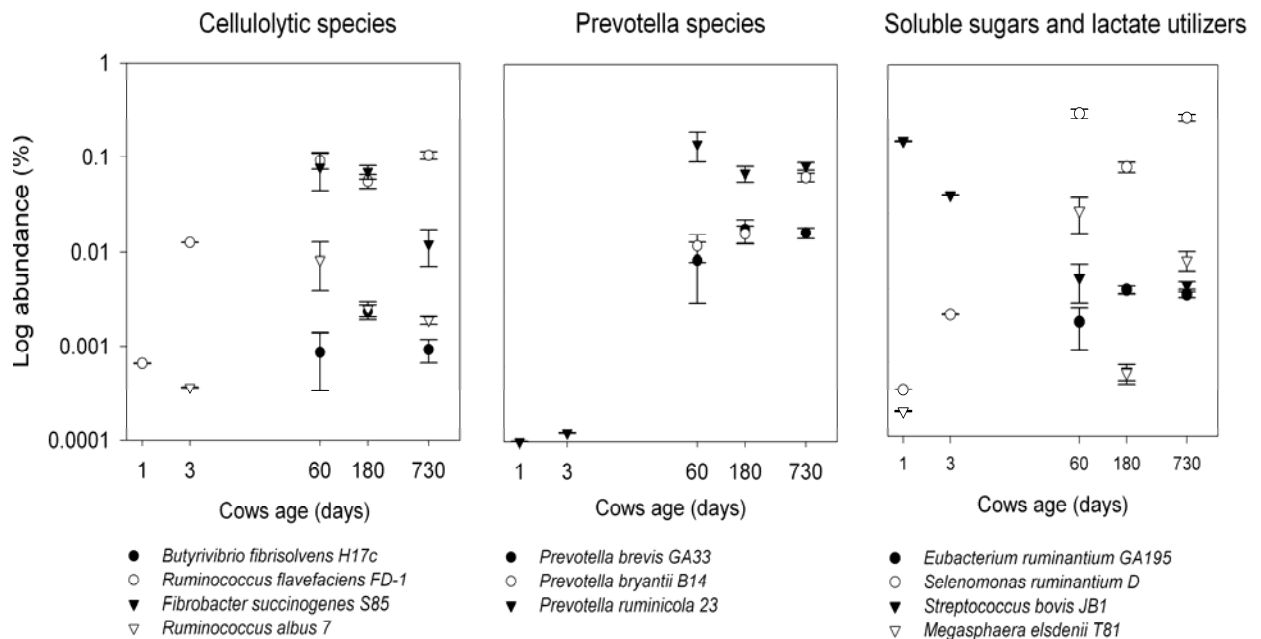 Cellulolytic species
Prevotella species
Soluble sugars and lactate utilizers
Log abundance (%)
1
0.1
0.01
0.001
0.0001
1 3 60 180 730
Cows age (days)
1 3 60 180 730
Cows age (days)
1 3 60 180 730
Cows age (days)
Butyrivibrio fibrisolvens H17c
Ruminococcus flavefaciens FD-1
Fibrobacter succinogenes S85
Ruminococcus albus 7
Prevotella brevis GA33
Prevotella bryantii B14
Prevotella ruminicola 23
Eubacterium ruminantium GA195
Selenomonas ruminantium D
Streptococcus bovis JB1
Megasphaera elsdenii T81